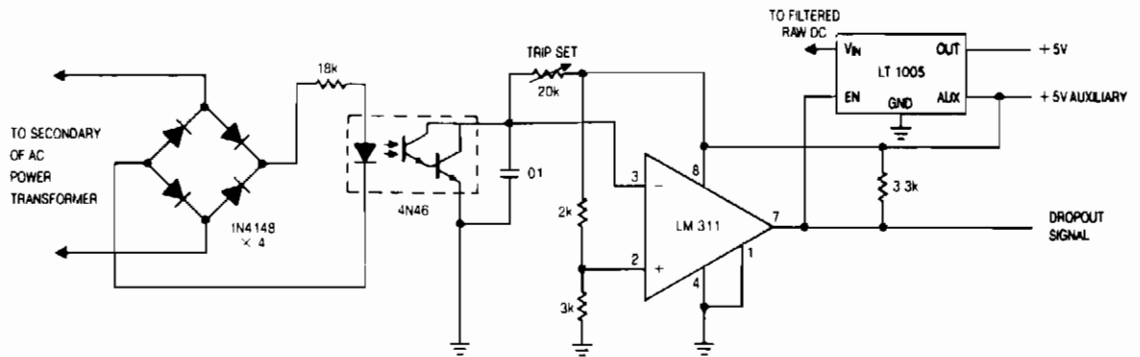 TO FILTERED
RAW DC
VIN
OUT
+5V
LT 1005
EN
GND
AUX
+5V AUXILIARY
TRIP SET
20k
18k
TO SECONDARY
OF AC
POWER
TRANSFORMER
1N4148
× 4
4N46
01
2k
3k
3
−
8
LM 311
7
2
+
4
1
3 3k
DROPOUT
SIGNAL